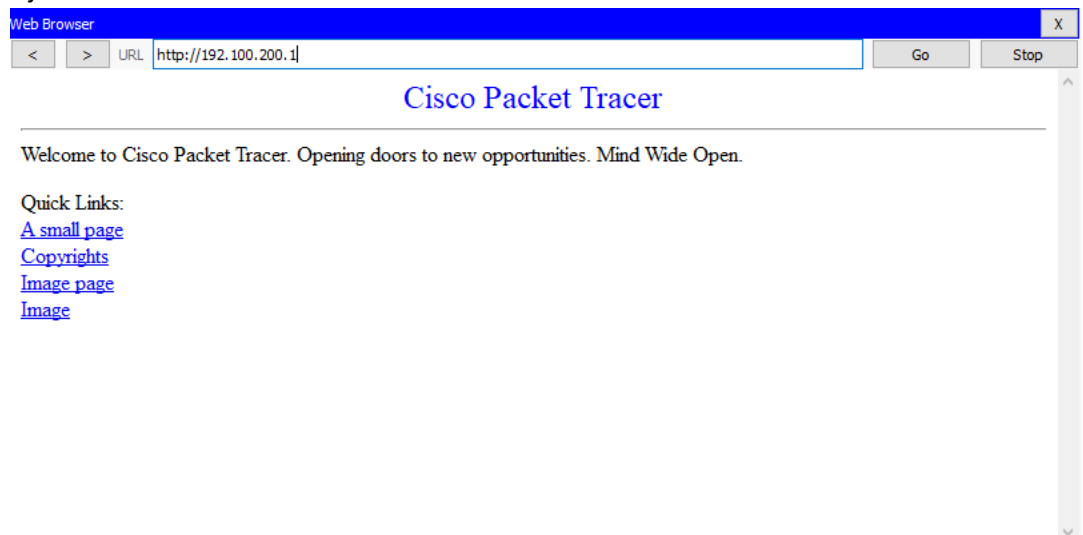 Web Browser X
< > URL http://192.100.200.1 Go Stop
Cisco Packet Tracer
Welcome to Cisco Packet Tracer. Opening doors to new opportunities. Mind Wide Open.
Quick Links:
A small page
Copyrights
Image page
Image